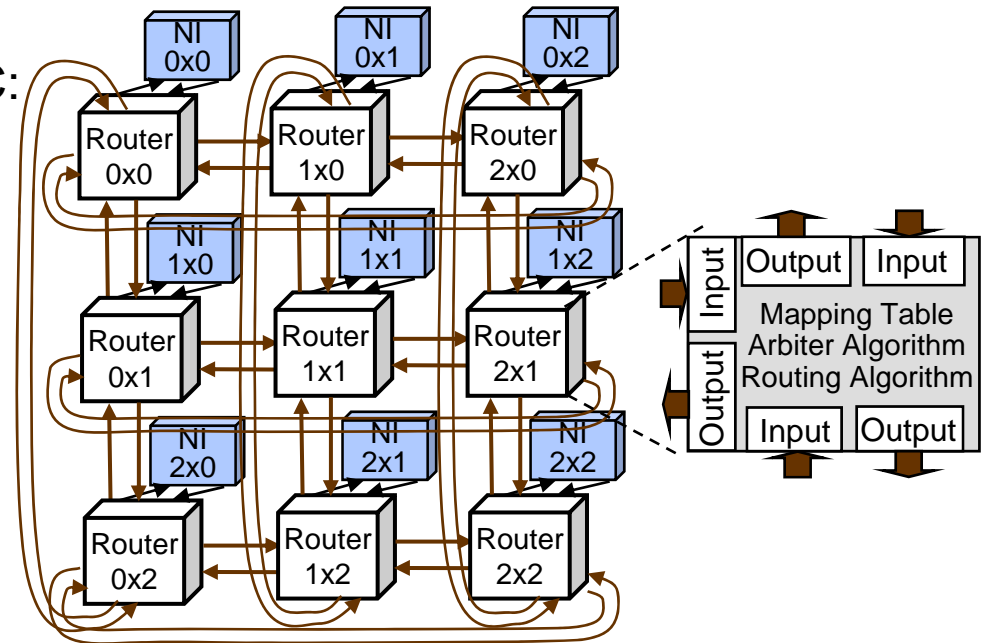 NI
0x0
NI
0x1
NI
0x2
Router
0x0
Router
1x0
Router
2x0
NI
1x0
NI
1x1
NI
1x2
Router
0x1
Router
1x1
Router
2x1
NI
2x0
NI
2x1
NI
2x2
Router
0x2
Router
1x2
Router
2x2
Output
Input
Input
Mapping Table
Arbiter Algorithm
Routing Algorithm
Output
Input
Output